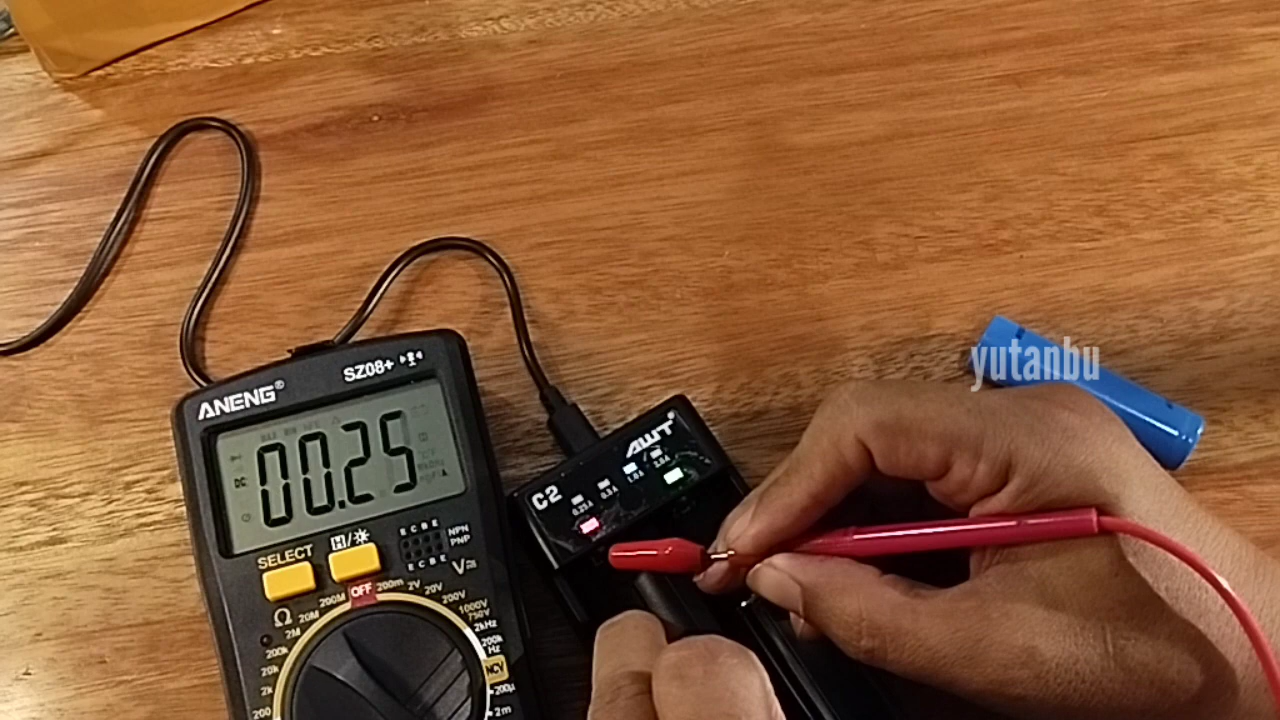 yutanbu
ANENG®
SZ08+
00.25
DC
SELECT
H/
E C B E
NPN
PNP
E C B E
V
Ω
200M
OFF
200m
2V
20V
200V
1000V
750V
2kHz
200k
Hz
NCV
200µ
2m
20M
2M
200k
20k
2k
200
AWT
C2
0.25A
0.5A
1.0A
2.0A